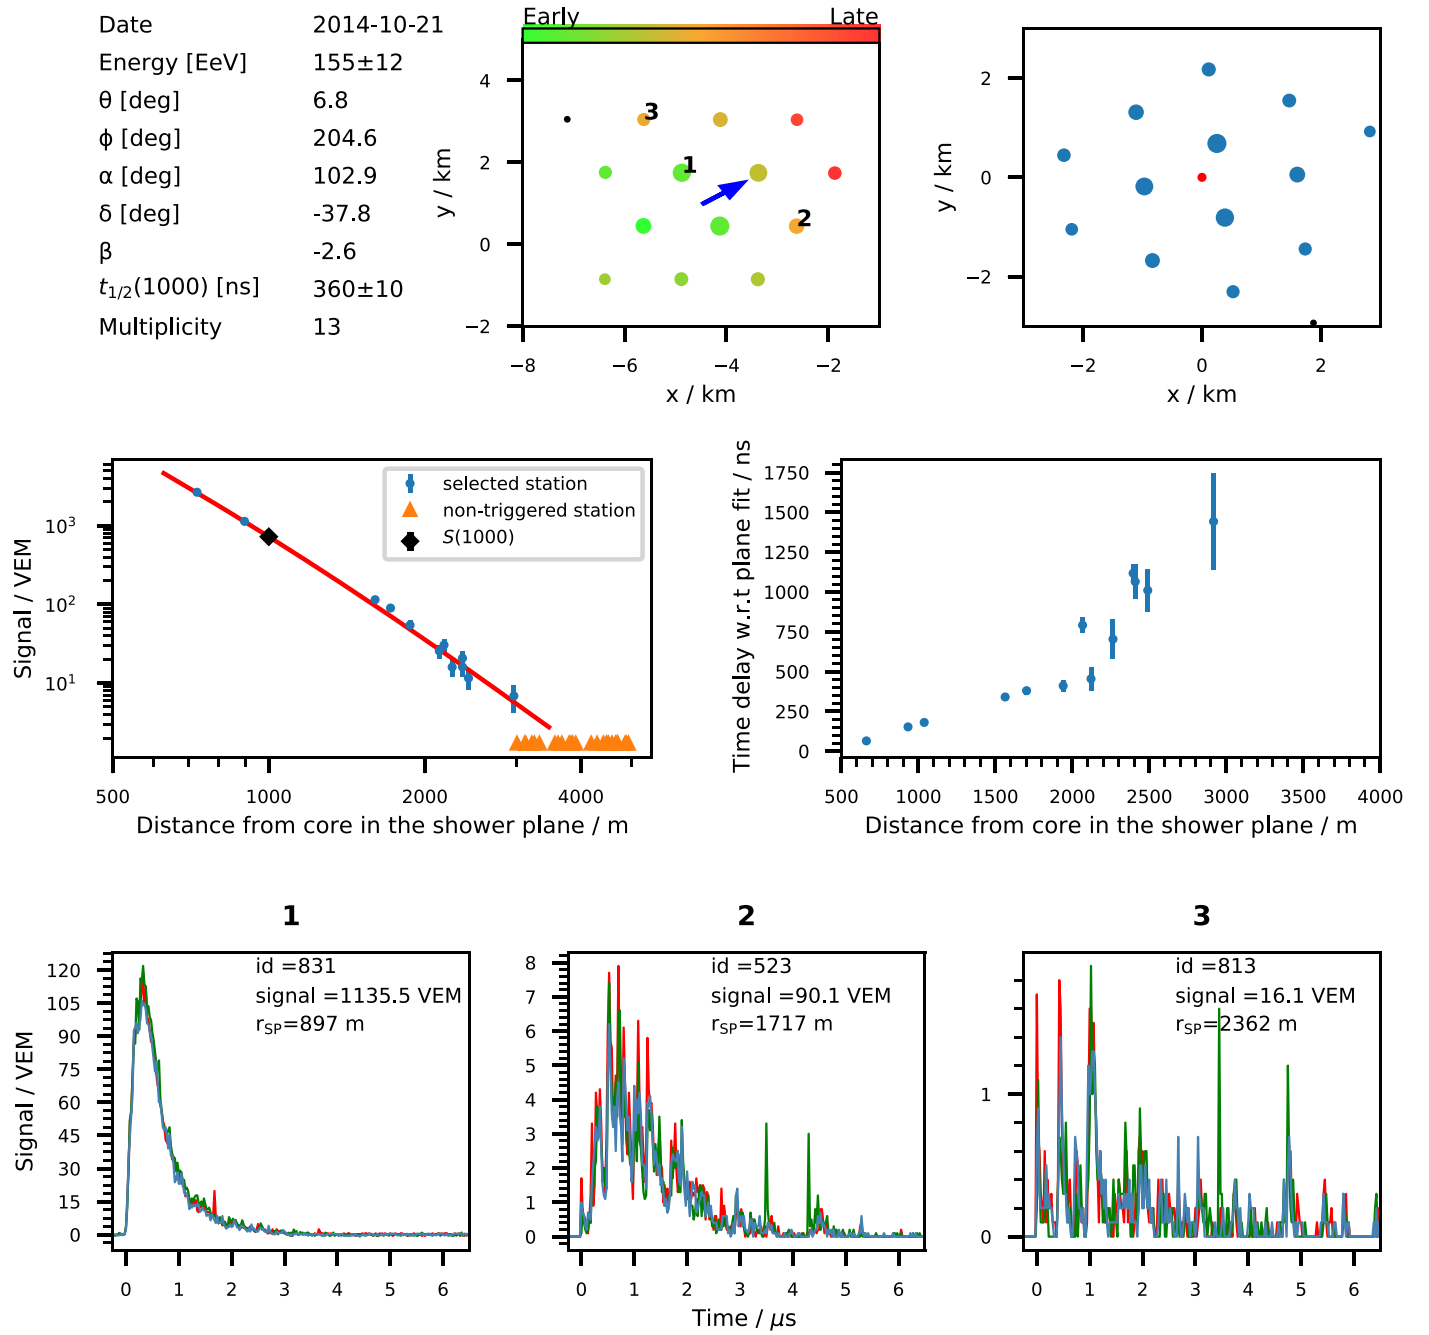 Date 2014-10-21
Energy [EeV] 155±12
θ [deg] 6.8
ϕ [deg] 204.6
α [deg] 102.9
δ [deg] -37.8
β -2.6
t1/2(1000) [ns] 360±10
Multiplicity 13
Early Late
4
2
0
−2
y / km
3
1
2
−8 −6 −4 −2
x / km
2
0
−2
y / km
−2 0 2
x / km
Signal / VEM
10³
10²
10¹
selected station
non-triggered station
S(1000)
500 1000 2000 4000
Distance from core in the shower plane / m
Time delay w.r.t plane fit / ns
1750
1500
1250
1000
750
500
250
0
500 1000 1500 2000 2500 3000 3500 4000
Distance from core in the shower plane / m
1
Signal / VEM
120
105
90
75
60
45
30
15
0
id =831
signal =1135.5 VEM
rSP=897 m
0 1 2 3 4 5 6
2
8
7
6
5
4
3
2
1
0
id =523
signal =90.1 VEM
rSP=1717 m
0 1 2 3 4 5 6
Time / μs
3
1
0
id =813
signal =16.1 VEM
rSP=2362 m
0 1 2 3 4 5 6